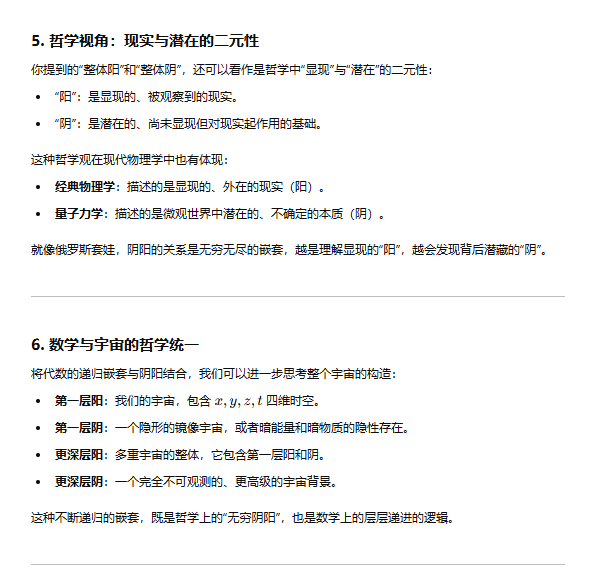 5. 哲学视角：现实与潜在的二元性
你提到的“整体阳”和“整体阴”，还可以看作是哲学中“显现”与“潜在”的二元性：
• “阳”：是显现的、被观察到的现实。
• “阴”：是潜在的、尚未显现但对现实起作用的基础。
这种哲学观在现代物理学中也有体现：
• 经典物理学：描述的是显现的、外在的现实（阳）。
• 量子力学：描述的是微观世界中潜在的、不确定的本质（阴）。
就像俄罗斯套娃，阴阳的关系是无穷无尽的嵌套，越是理解显现的“阳”，越会发现背后潜藏的“阴”。
6. 数学与宇宙的哲学统一
将代数的递归嵌套与阴阳结合，我们可以进一步思考整个宇宙的构造：
• 第一层阳：我们的宇宙，包含 x, y, z, t 四维时空。
• 第一层阴：一个隐形的镜像宇宙，或者暗能量和暗物质的隐性存在。
• 更深层阳：多重宇宙的整体，它包含第一层阳和阴。
• 更深层阴：一个完全不可观测的、更高级的宇宙背景。
这种不断递归的嵌套，既是哲学上的“无穷阴阳”，也是数学上的层层递进的逻辑。